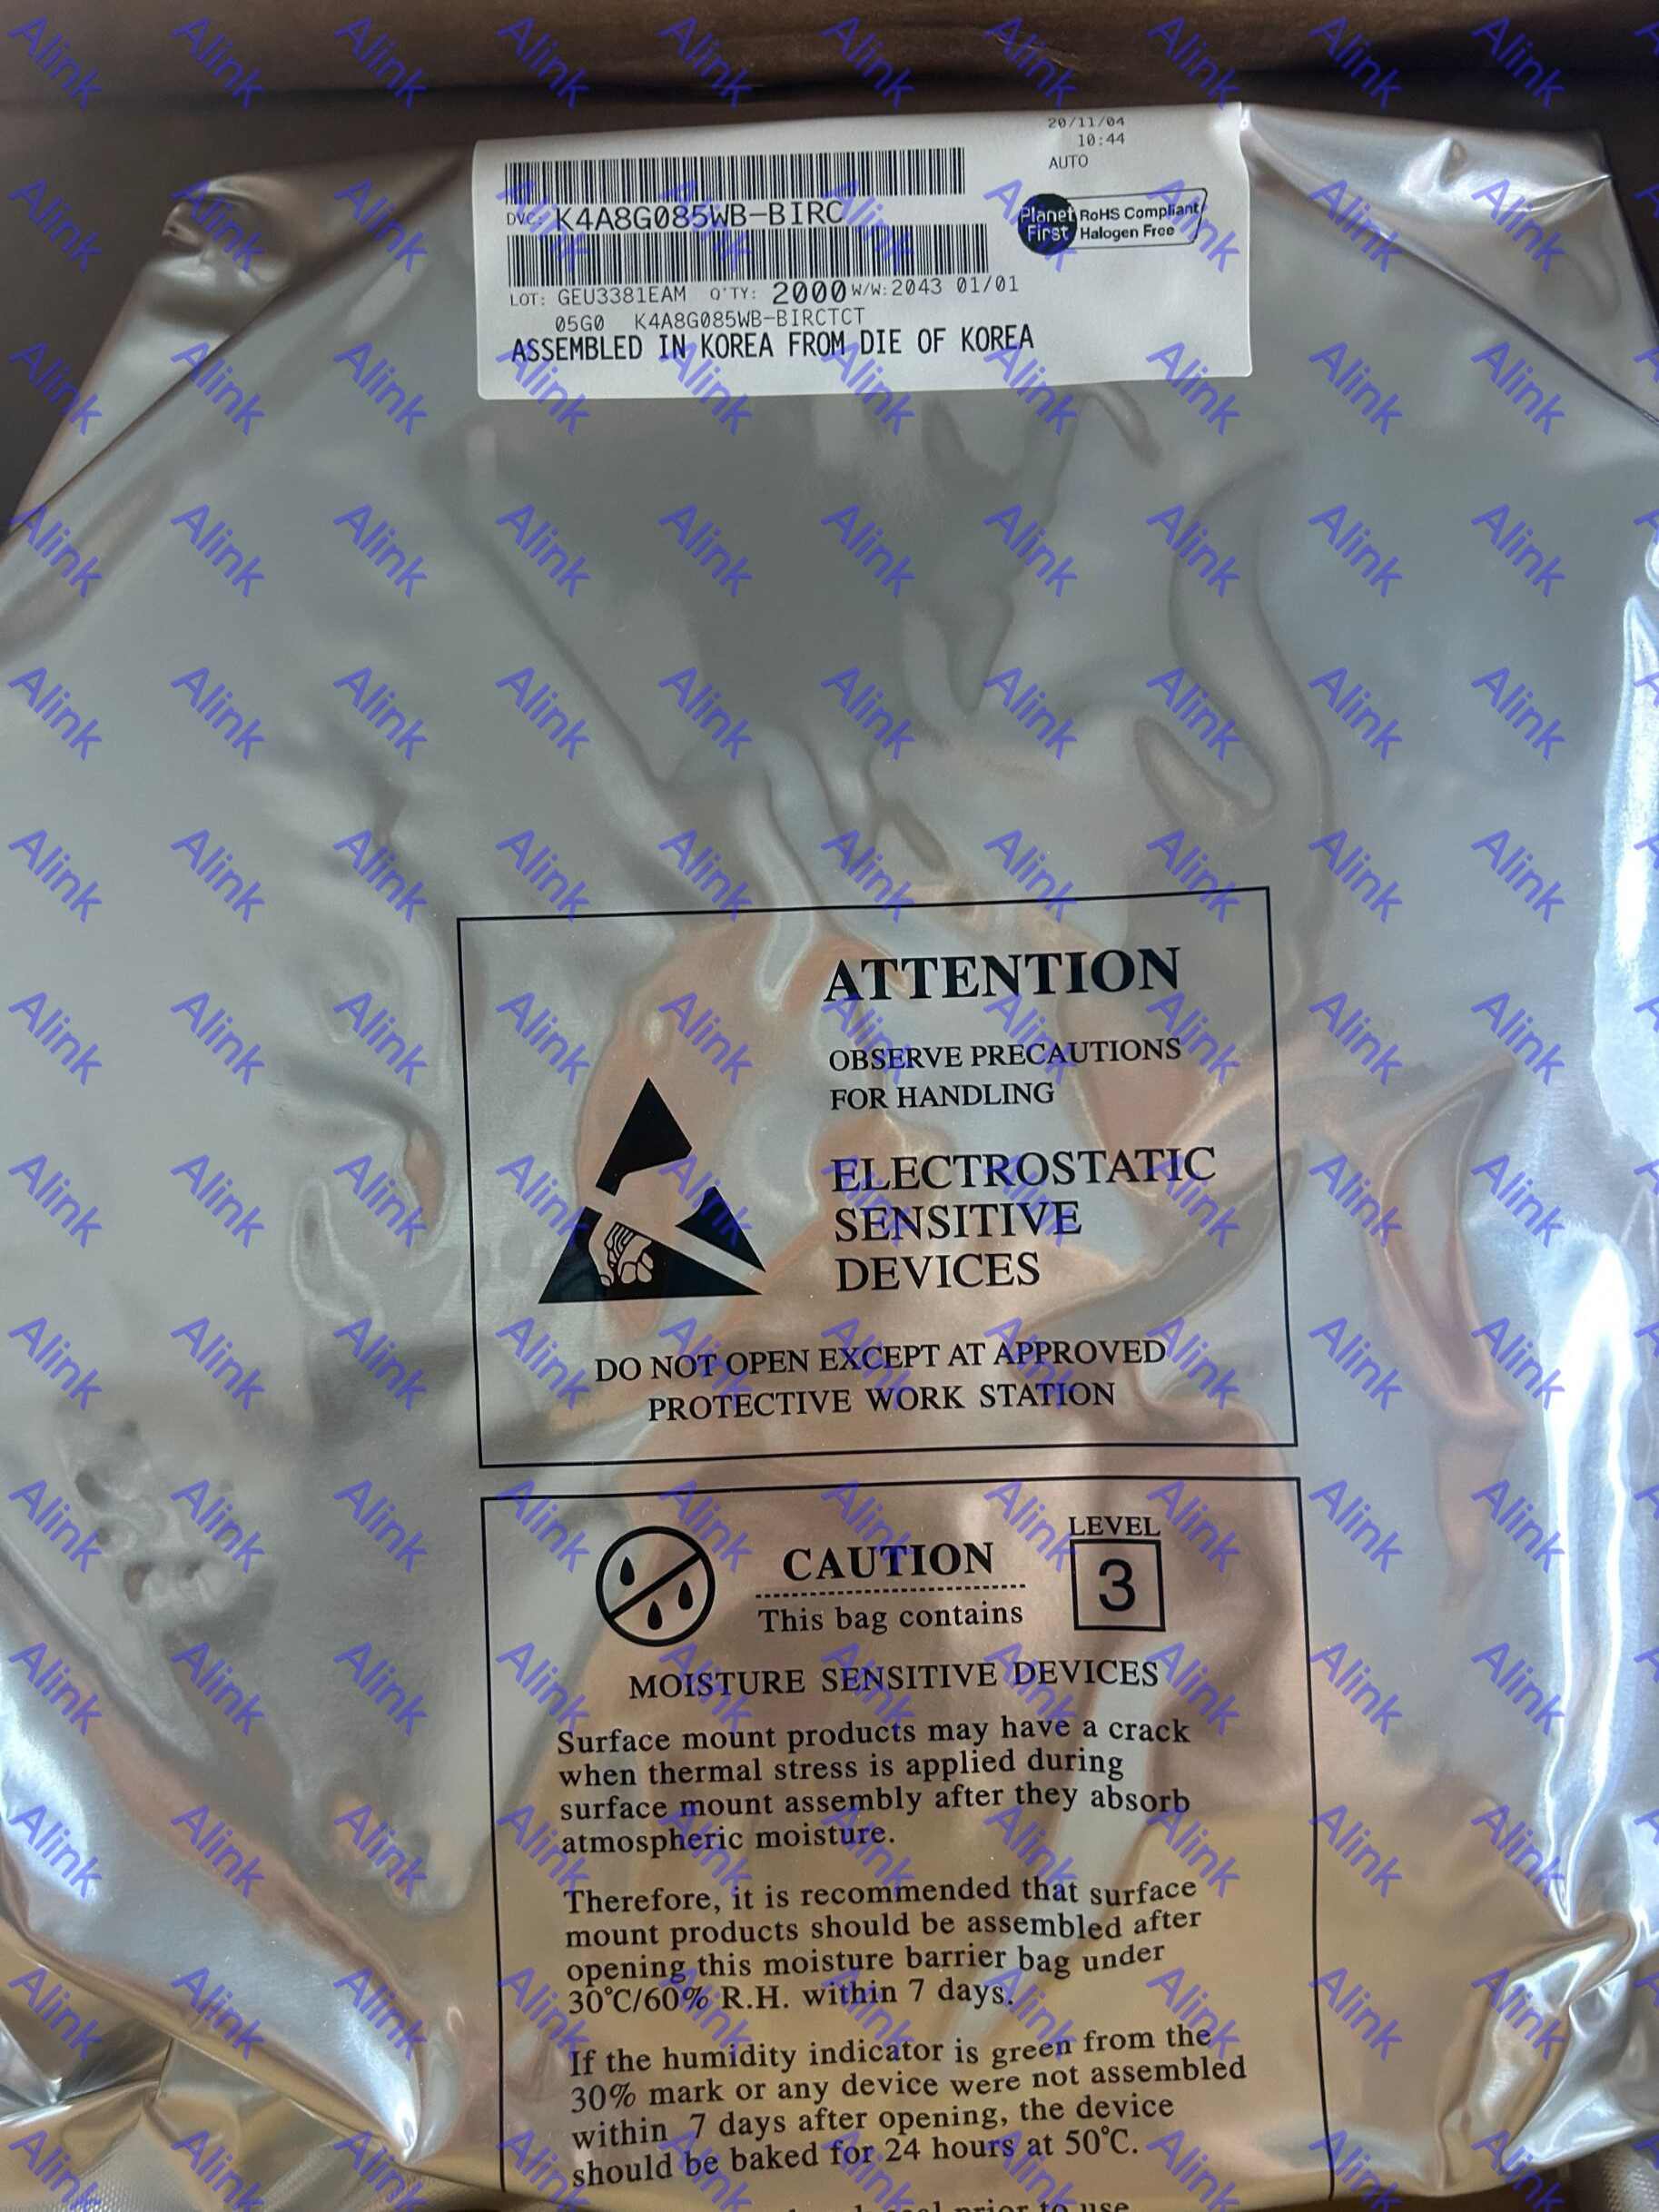 20/11/04
10:44
AUTO
DVC: K4A8G085WB-BIRC
Planet First RoHS Compliant/ Halogen Free
LOT: GEU3381EAM Q'TY: 2000 W/W:2043 01/01
05G0 K4A8G085WB-BIRCTCT
ASSEMBLED IN KOREA FROM DIE OF KOREA
ATTENTION
OBSERVE PRECAUTIONS
FOR HANDLING
ELECTROSTATIC
SENSITIVE
DEVICES
DO NOT OPEN EXCEPT AT APPROVED
PROTECTIVE WORK STATION
LEVEL
3
CAUTION
This bag contains
MOISTURE SENSITIVE DEVICES
Surface mount products may have a crack
when thermal stress is applied during
surface mount assembly after they absorb
atmospheric moisture.
Therefore, it is recommended that surface
mount products should be assembled after
opening this moisture barrier bag under
30°C/60% R.H. within 7 days.
If the humidity indicator is green from the
30% mark or any device were not assembled
within 7 days after opening, the device
should be baked for 24 hours at 50°C.
prior to use
Alink